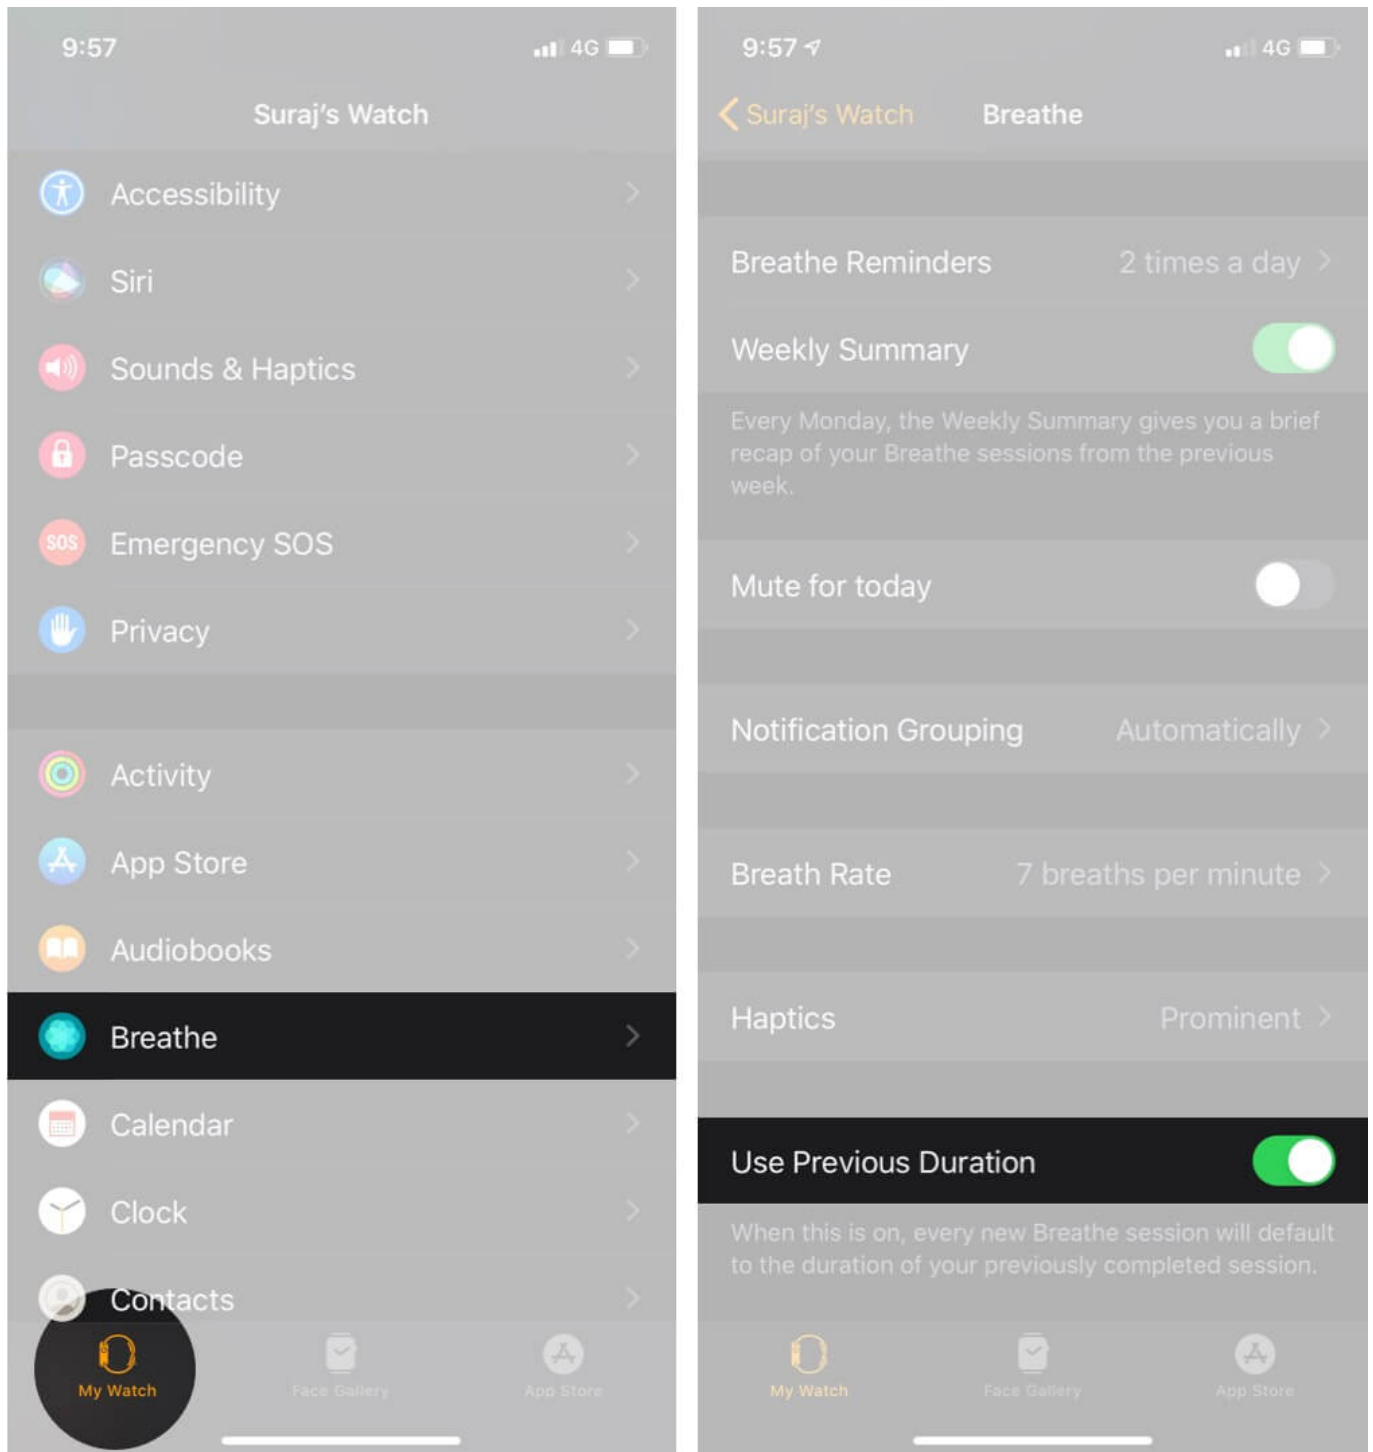 9:57
4G
Suraj's Watch
Accessibility
Siri
Sounds & Haptics
Passcode
SOS
Emergency SOS
Privacy
Activity
App Store
Audiobooks
Breathe
Calendar
Clock
Contacts
My Watch
Face Gallery
App Store
9:57
4G
Suraj's Watch
Breathe
Breathe Reminders
2 times a day
Weekly Summary
Every Monday, the Weekly Summary gives you a brief
recap of your Breathe sessions from the previous
week.
Mute for today
Notification Grouping
Automatically
Breath Rate
7 breaths per minute
Haptics
Prominent
Use Previous Duration
When this is on, every new Breathe session will default
to the duration of your previously completed session.
My Watch
Face Gallery
App Store